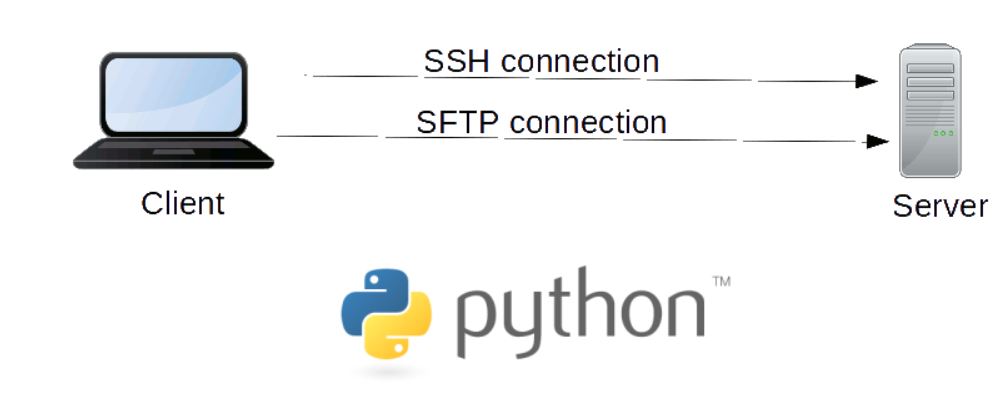 SSH connection
SFTP connection
Client
Server
python™